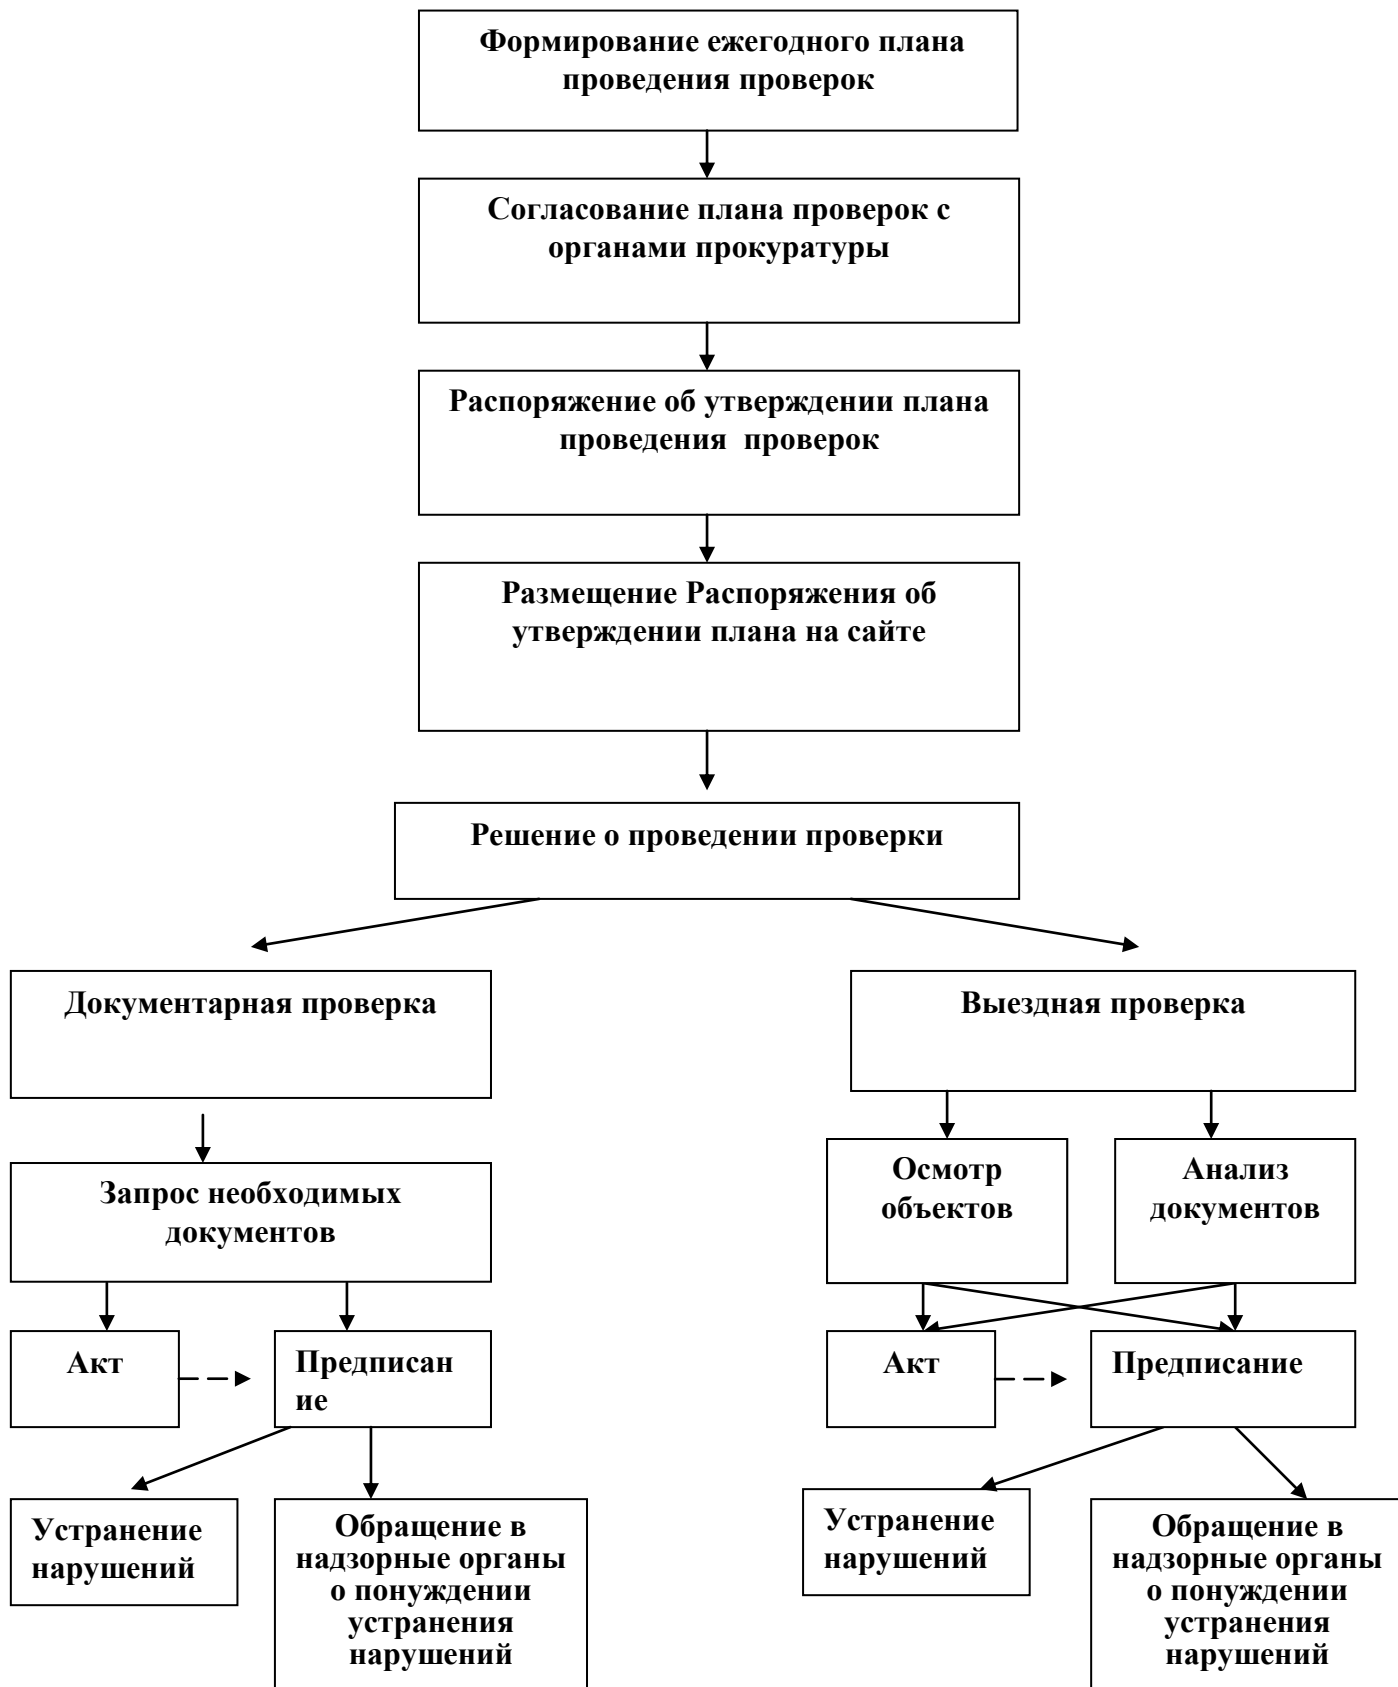 Формирование ежегодного плана
проведения проверок
Согласование плана проверок с
органами прокуратуры
Распоряжение об утверждении плана
проведения  проверок
Размещение Распоряжения об
утверждении плана на сайте
Решение о проведении проверки
Документарная проверка
Выездная проверка
Запрос необходимых
документов
Осмотр
объектов
Анализ
документов
Акт
Предписан
ие
Акт
Предписание
Устранение
нарушений
Обращение в
надзорные органы
о понуждении
устранения
нарушений
Устранение
нарушений
Обращение в
надзорные органы
о понуждении
устранения
нарушений